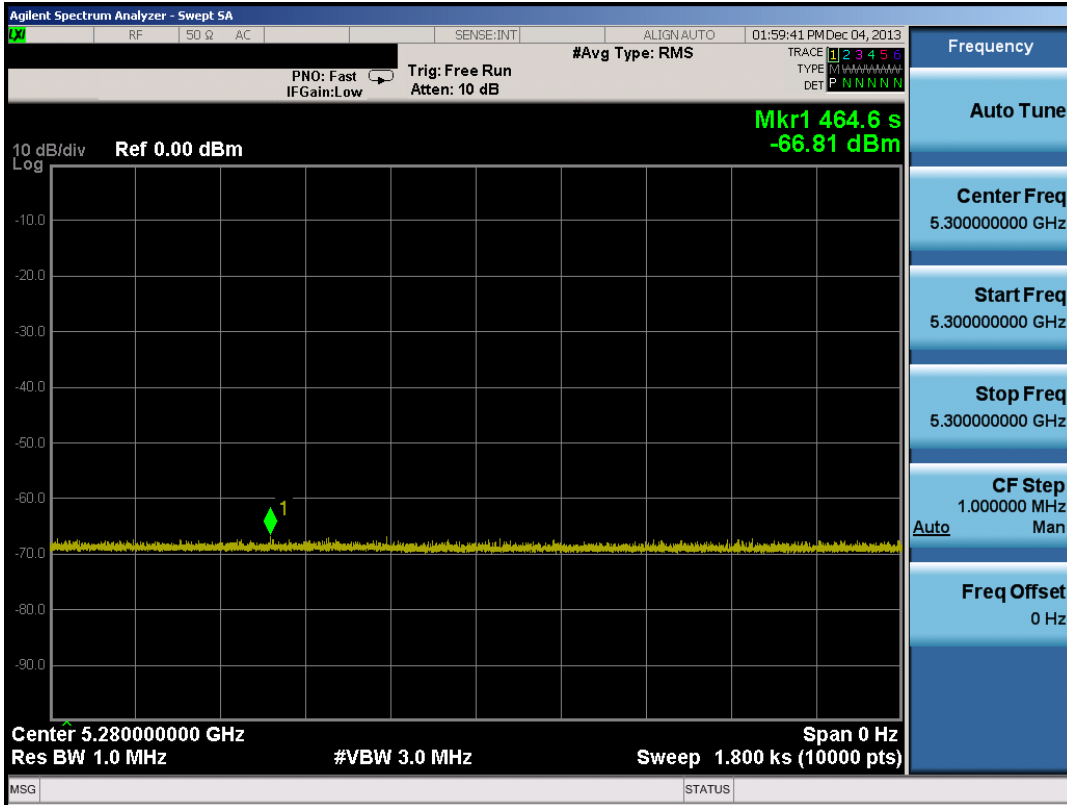 Agilent Spectrum Analyzer - Swept SA
LXI RF 50 Ω AC SENSE:INT ALIGNAUTO 01:59:41 PM Dec 04, 2013
#Avg Type: RMS
TRACE 1 2 3 4 5 6
PNO: Fast Trig: Free Run
TYPE M WWWWW
IFGain:Low Atten: 10 dB
DET P N N N N N
Mkr1 464.6 s
-66.81 dBm
10 dB/div Ref 0.00 dBm
Log
-10.0
-20.0
-30.0
-40.0
-50.0
-60.0
1
-70.0
-80.0
-90.0
Center 5.280000000 GHz Span 0 Hz
Res BW 1.0 MHz #VBW 3.0 MHz Sweep 1.800 ks (10000 pts)
MSG STATUS
Frequency
Auto Tune
Center Freq
5.300000000 GHz
Start Freq
5.300000000 GHz
Stop Freq
5.300000000 GHz
CF Step
1.000000 MHz
Auto Man
Freq Offset
0 Hz